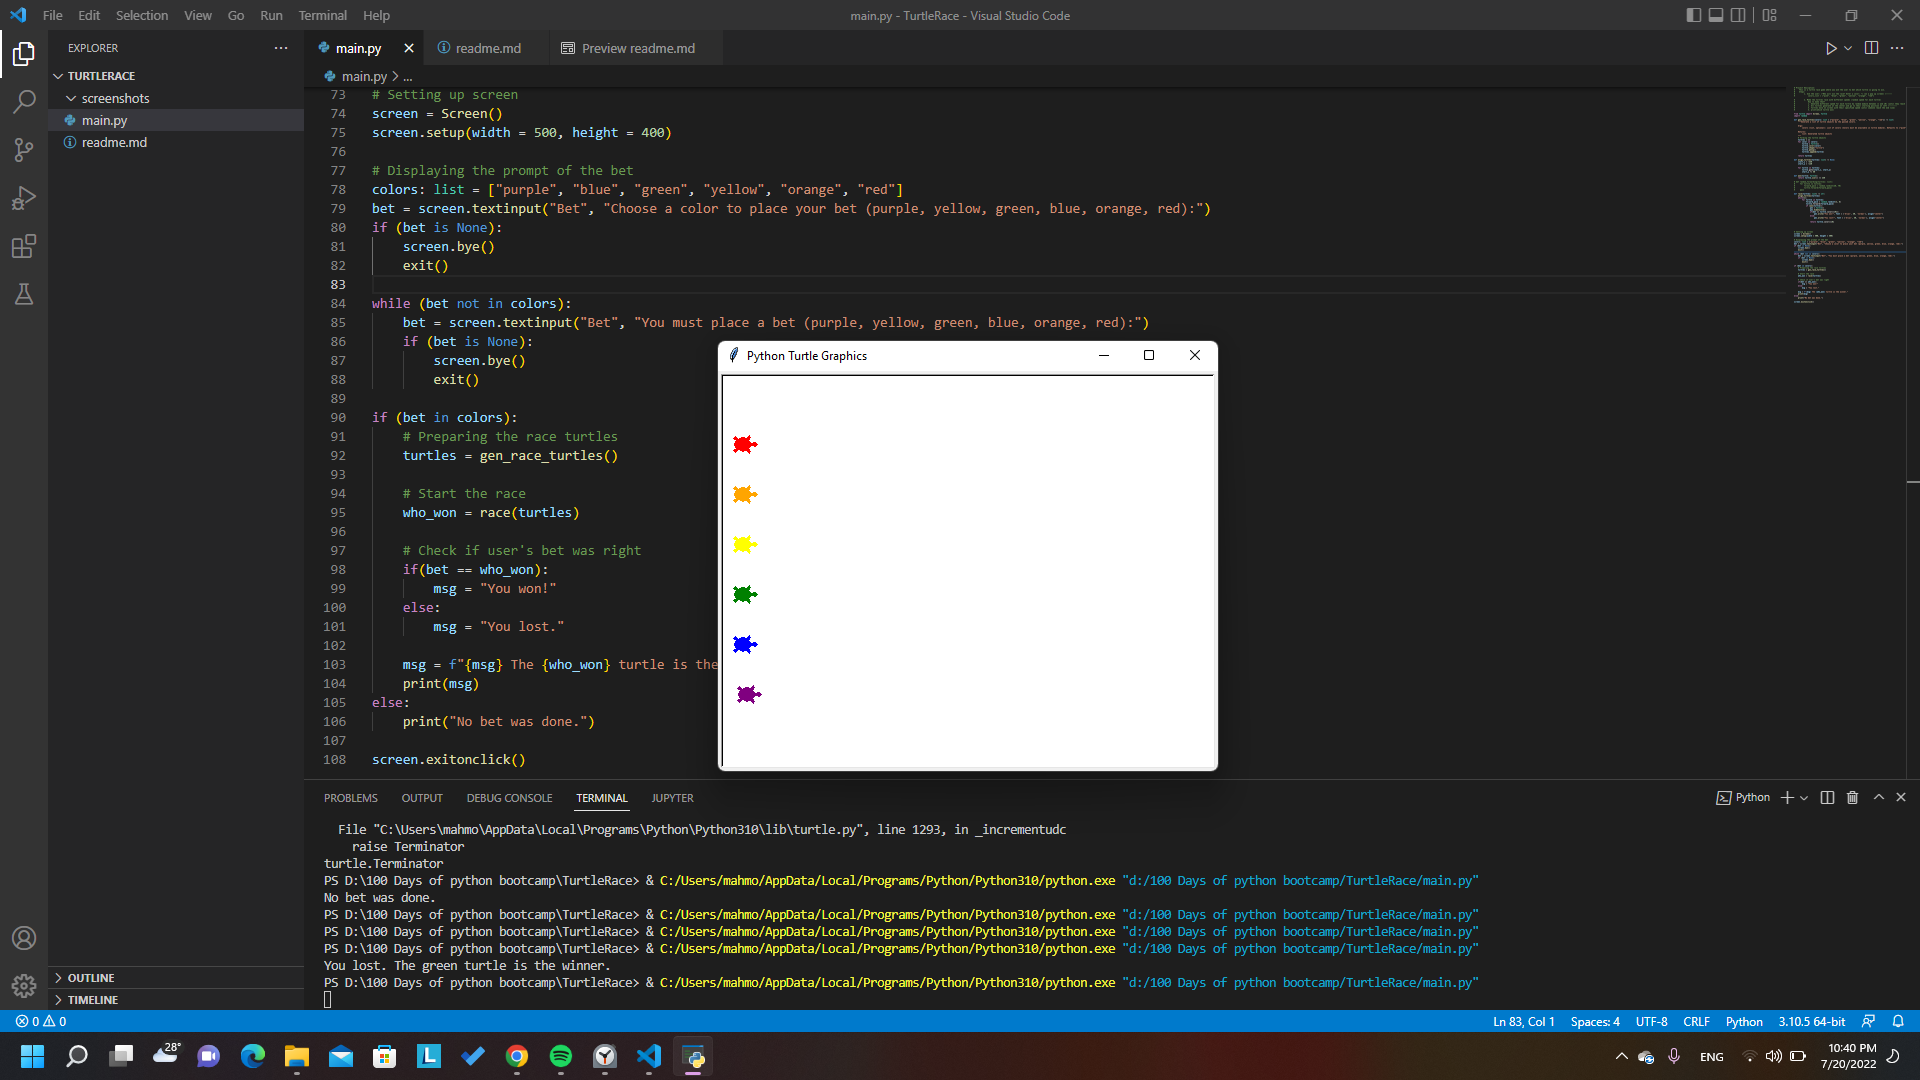 File Edit Selection View Go Run Terminal Help
main.py - TurtleRace - Visual Studio Code
EXPLORER
TURTLERACE
screenshots
main.py
readme.md
OUTLINE
TIMELINE
main.py readme.md Preview readme.md
main.py > ...
73 # Setting up screen
74 screen = Screen()
75 screen.setup(width = 500, height = 400)
76
77 # Displaying the prompt of the bet
78 colors: list = ["purple", "blue", "green", "yellow", "orange", "red"]
79 bet = screen.textinput("Bet", "Choose a color to place your bet (purple, yellow, green, blue, orange, red):")
80 if (bet is None):
81 screen.bye()
82 exit()
83
84 while (bet not in colors):
85 bet = screen.textinput("Bet", "You must place a bet (purple, yellow, green, blue, orange, red):")
86 if (bet is None):
87 screen.bye()
88 exit()
89
90 if (bet in colors):
91 # Preparing the race turtles
92 turtles = gen_race_turtles()
93
94 # Start the race
95 who_won = race(turtles)
96
97 # Check if user's bet was right
98 if(bet == who_won):
99 msg = "You won!"
100 else:
101 msg = "You lost."
102
103 msg = f"{msg} The {who_won} turtle is the
104 print(msg)
105 else:
106 print("No bet was done.")
107
108 screen.exitonclick()
Python Turtle Graphics
PROBLEMS OUTPUT DEBUG CONSOLE TERMINAL JUPYTER
Python
File "C:\Users\mahmo\AppData\Local\Programs\Python\Python310\lib\turtle.py", line 1293, in _incrementudc
raise Terminator
turtle.Terminator
PS D:\100 Days of python bootcamp\TurtleRace> & C:/Users/mahmo/AppData/Local/Programs/Python/Python310/python.exe "d:/100 Days of python bootcamp/TurtleRace/main.py"
No bet was done.
PS D:\100 Days of python bootcamp\TurtleRace> & C:/Users/mahmo/AppData/Local/Programs/Python/Python310/python.exe "d:/100 Days of python bootcamp/TurtleRace/main.py"
PS D:\100 Days of python bootcamp\TurtleRace> & C:/Users/mahmo/AppData/Local/Programs/Python/Python310/python.exe "d:/100 Days of python bootcamp/TurtleRace/main.py"
PS D:\100 Days of python bootcamp\TurtleRace> & C:/Users/mahmo/AppData/Local/Programs/Python/Python310/python.exe "d:/100 Days of python bootcamp/TurtleRace/main.py"
You lost. The green turtle is the winner.
PS D:\100 Days of python bootcamp\TurtleRace> & C:/Users/mahmo/AppData/Local/Programs/Python/Python310/python.exe "d:/100 Days of python bootcamp/TurtleRace/main.py"
0 0
Ln 83, Col 1 Spaces: 4 UTF-8 CRLF Python 3.10.5 64-bit
28°
L
ENG
10:40 PM
7/20/2022